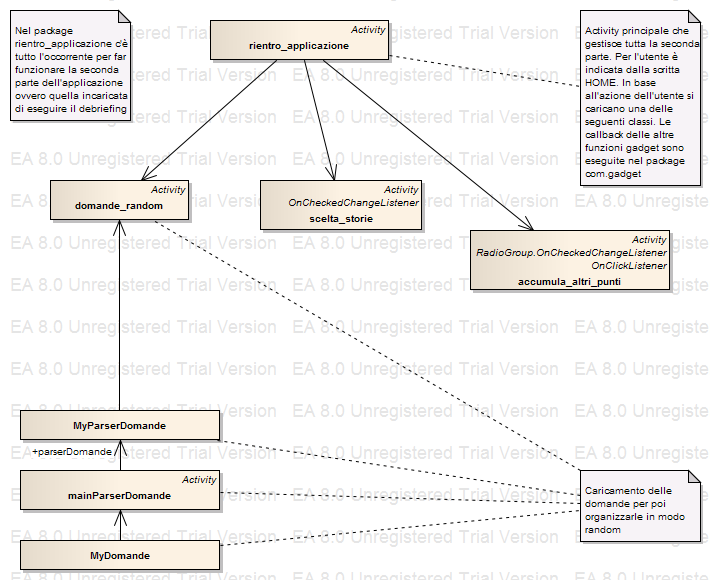 Nel package
rientro_applicazione c'è
tutto l'occorrente per far
funzionare la seconda
parte dell'applicazione
ovvero quella incaricata
di eseguire il debriefing
Activity
rientro_applicazione
Activity principale che
gestisce tutta la seconda
parte. Per l'utente è
indicata dalla scritta
HOME. In base
all'azione dell'utente si
caricano una delle
seguenti classi. Le
callback delle altre
funzioni gadget sono
eseguite nel package
com.gadget
Activity
domande_random
Activity
OnCheckedChangeListener
scelta_storie
Activity
RadioGroup.OnCheckedChangeListener
OnClickListener
accumula_altri_punti
MyParserDomande
+parserDomande
Activity
mainParserDomande
MyDomande
Caricamento delle
domande per poi
organizzarle in modo
random
EA 8.0 Unregistered Trial Version